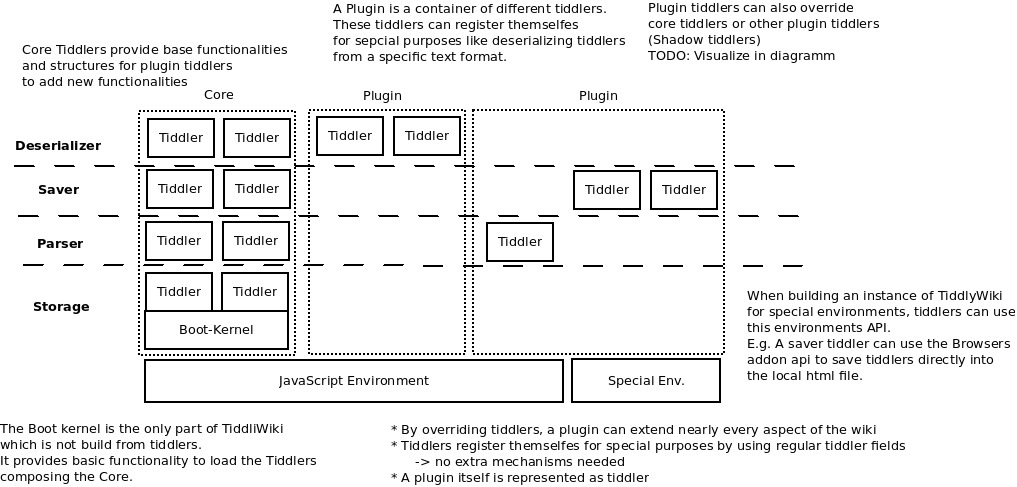 A Plugin is a container of different tiddlers.
These tiddlers can register themselfes
for sepcial purposes like deserializing tiddlers
from a specific text format.
Plugin tiddlers can also override
core tiddlers or other plugin tiddlers
(Shadow tiddlers)
TODO: Visualize in diagramm
Core Tiddlers provide base functionalities
and structures for plugin tiddlers
to add new functionalities
Core
Plugin
Plugin
Deserializer
Tiddler
Tiddler
Tiddler
Tiddler
Saver
Tiddler
Tiddler
Tiddler
Tiddler
Parser
Tiddler
Tiddler
Tiddler
Storage
Tiddler
Tiddler
Boot-Kernel
JavaScript Environment
Special Env.
When building an instance of TiddlyWiki
for special environments, tiddlers can use
this environments API.
E.g. A saver tiddler can use the Browsers
addon api to save tiddlers directly into
the local html file.
The Boot kernel is the only part of TiddliWiki
which is not build from tiddlers.
It provides basic functionality to load the Tiddlers
composing the Core.
* By overriding tiddlers, a plugin can extend nearly every aspect of the wiki
* Tiddlers register themselfes for special purposes by using regular tiddler fields
-> no extra mechanisms needed
* A plugin itself is represented as tiddler